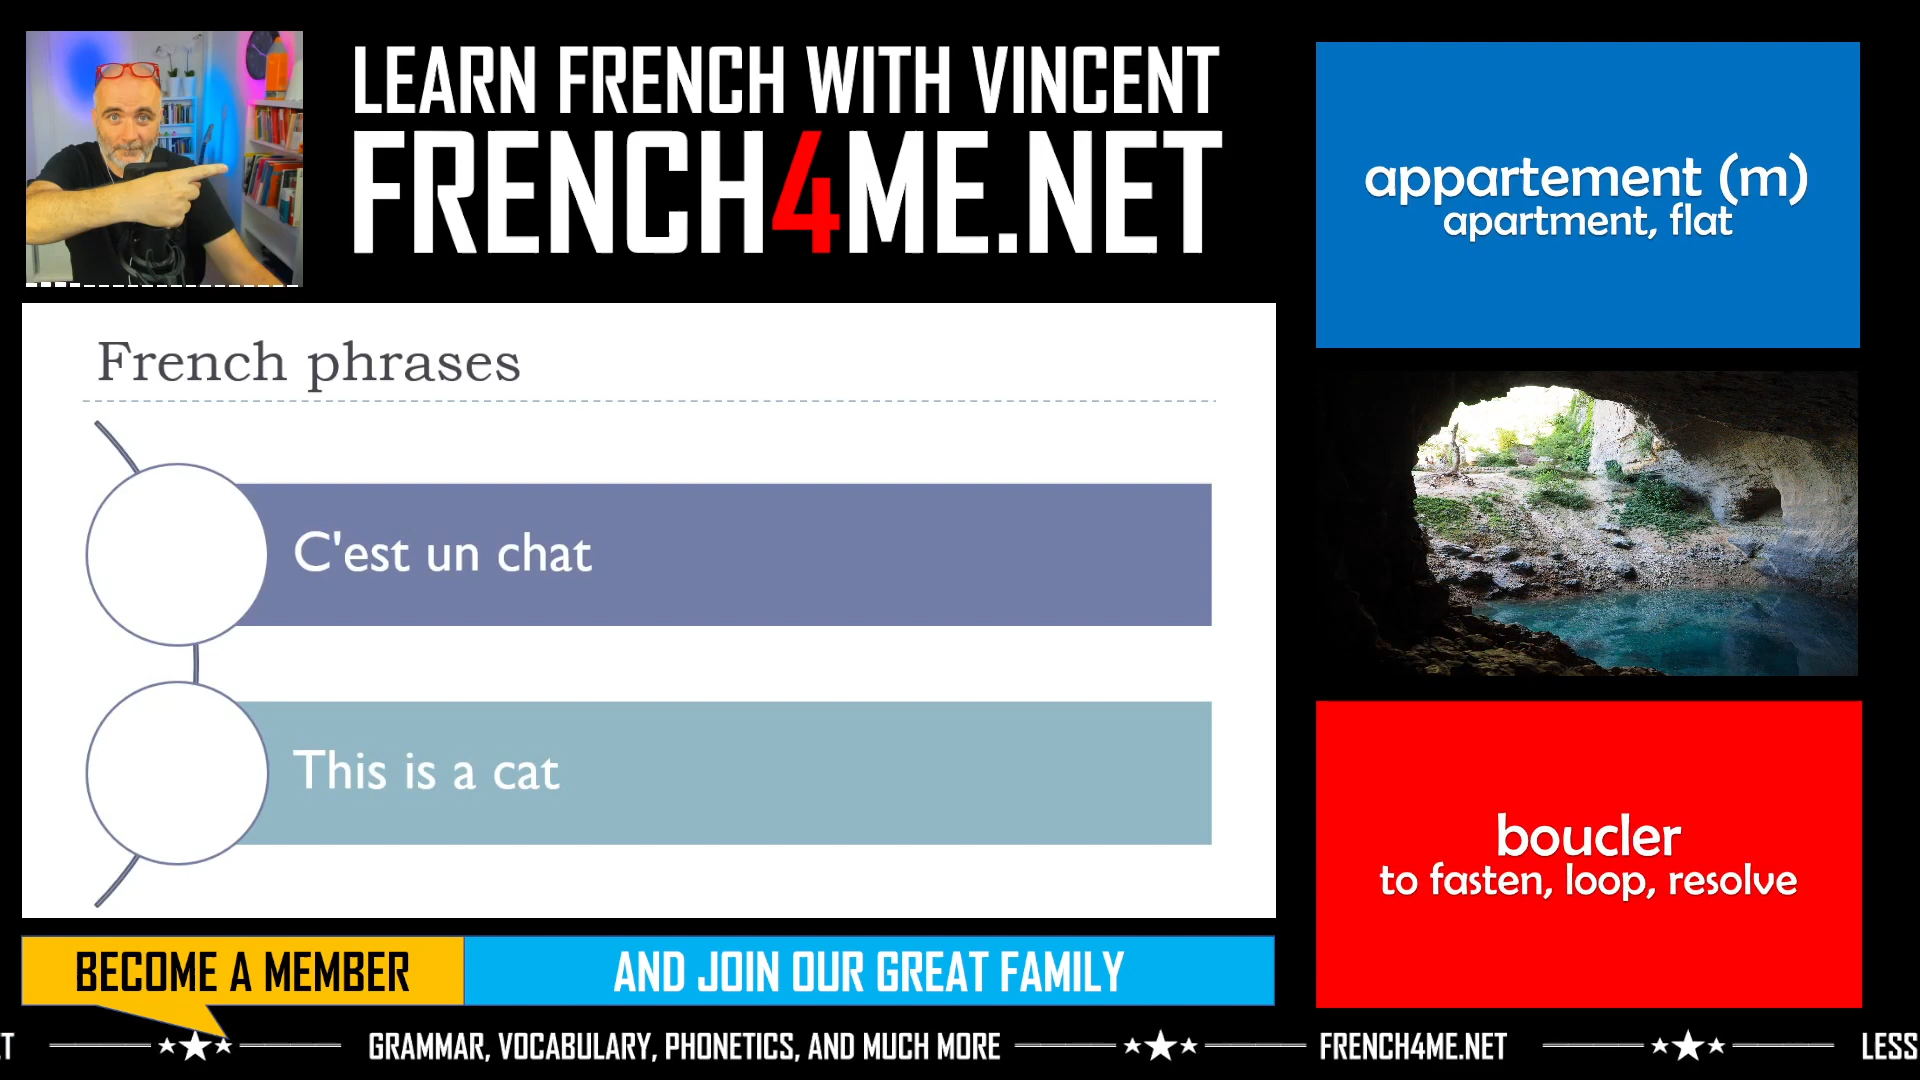 LEARN FRENCH WITH VINCENT
FRENCH4ME.NET
appartement (m)
apartment, flat
French phrases
C'est un chat
This is a cat
boucler
to fasten, loop, resolve
BECOME A MEMBER
AND JOIN OUR GREAT FAMILY
T
GRAMMAR, VOCABULARY, PHONETICS, AND MUCH MORE
FRENCH4ME.NET
LESS